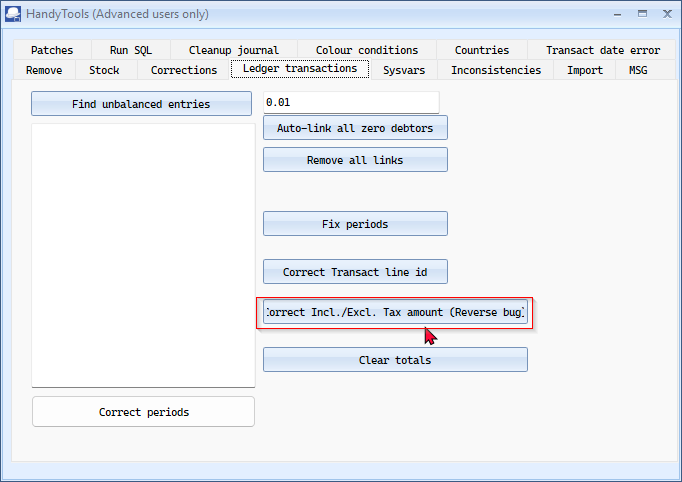 HandyTools (Advanced users only)
Patches Run SQL Cleanup journal Colour conditions Countries Transact date error
Remove Stock Corrections Ledger transactions Sysvars Inconsistencies Import MSG
Find unbalanced entries
0.01
Auto-link all zero debtors
Remove all links
Fix periods
Correct Transact line id
orrect Incl./Excl. Tax amount (Reverse bug
Clear totals
Correct periods